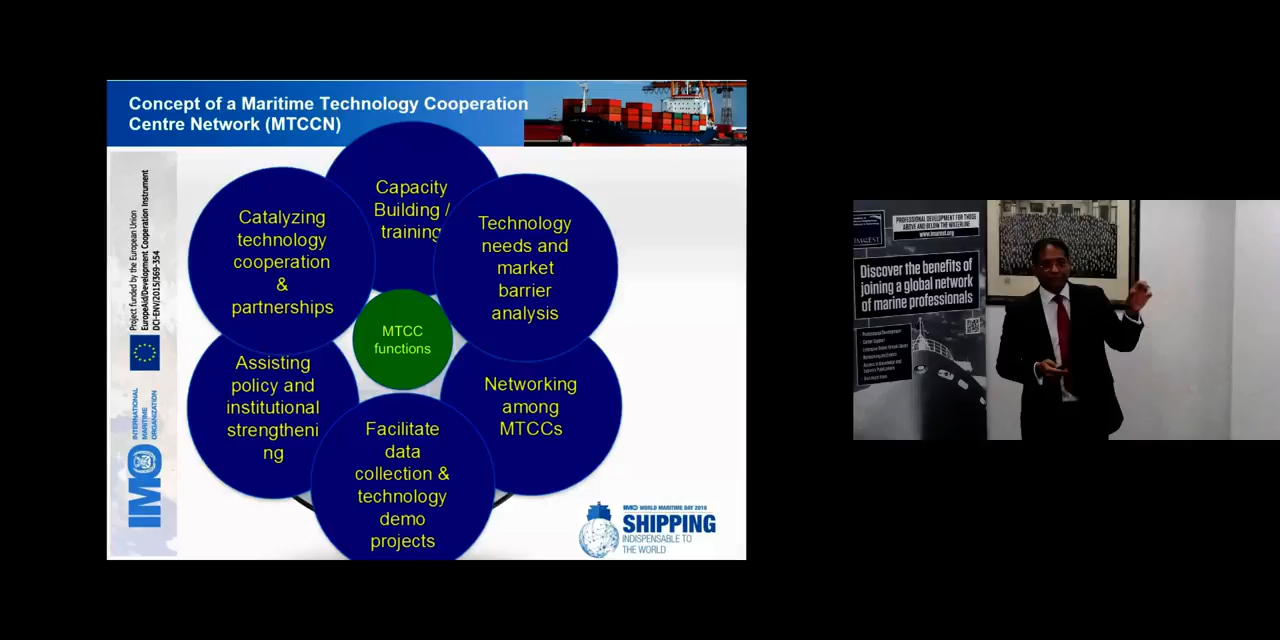 Concept of a Maritime Technology Cooperation
Centre Network (MTCCN)
Project funded by the European Union
EuropeAid/Development Cooperation Instrument
DCI-ENV/2015/369-354
IMO
INTERNATIONAL
MARITIME
ORGANIZATION
Capacity
Building /
training
Catalyzing
technology
cooperation
&
partnerships
Technology
needs and
market
barrier
analysis
MTCC
functions
Assisting
policy and
institutional
strengtheni
ng
Networking
among
MTCCs
Facilitate
data
collection &
technology
demo
projects
IMO WORLD MARITIME DAY 2016
SHIPPING
INDISPENSABLE TO
THE WORLD
PROFESSIONAL DEVELOPMENT FOR THOSE
ABOVE AND BELOW THE WATERLINE
www.imarest.org
Discover the benefits of
joining a global network
of marine professionals
Professional Development
Career Support